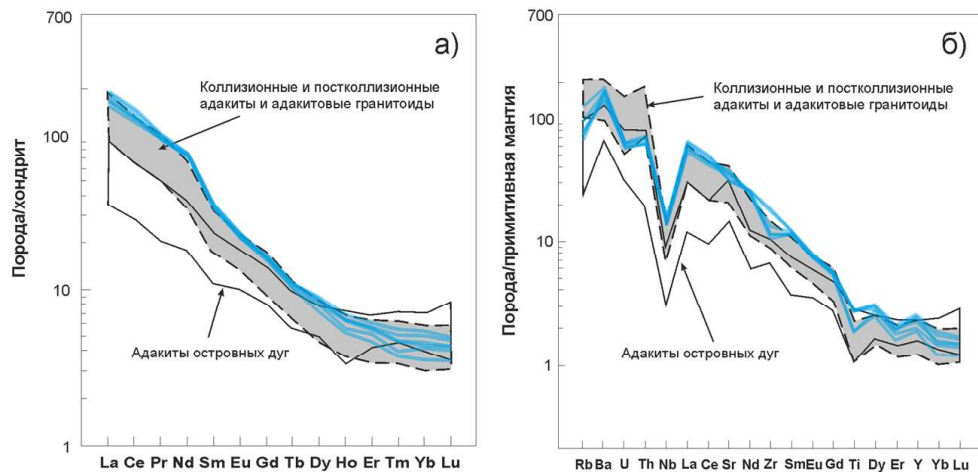 700
а)
Коллизионные и постколлизионные
адакиты и адакитовые гранитоиды
100
Порода/хондрит
10
Адакиты островных дуг
1
La Ce Pr Nd Sm Eu Gd Tb Dy Ho Er Tm Yb Lu
700
б)
Коллизионные и постколлизионные
адакиты и адакитовые гранитоиды
100
Порода/примитивная мантия
10
Адакиты островных дуг
1
Rb Ba U Th Nb La Ce Sr Nd Zr Sm Eu Gd Ti Dy Er Y Yb Lu